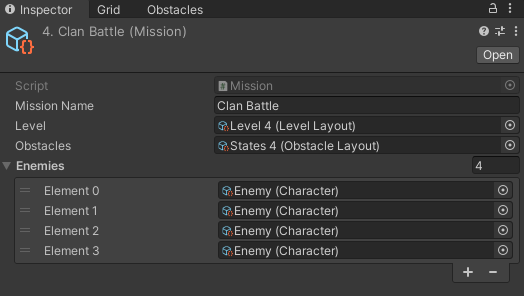 Inspector Grid Obstacles
4. Clan Battle (Mission)
Open
Script Mission
Mission Name Clan Battle
Level Level 4 (Level Layout)
Obstacles States 4 (Obstacle Layout)
Enemies 4
Element 0 Enemy (Character)
Element 1 Enemy (Character)
Element 2 Enemy (Character)
Element 3 Enemy (Character)